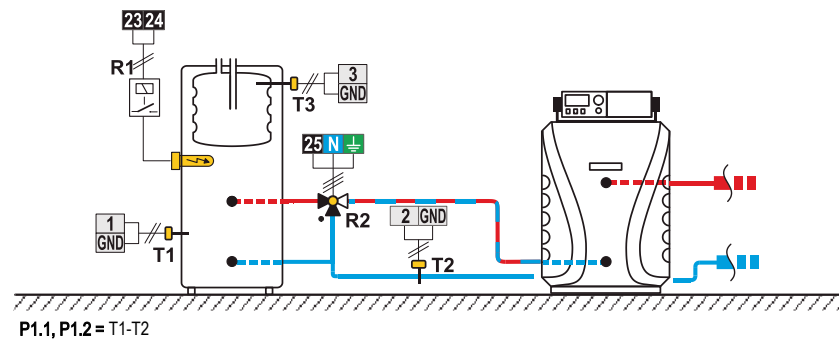 23 24
R1
3
GND
T3
25 N
R2
2 GND
1
GND
T1
T2
P1.1, P1.2 = T1-T2